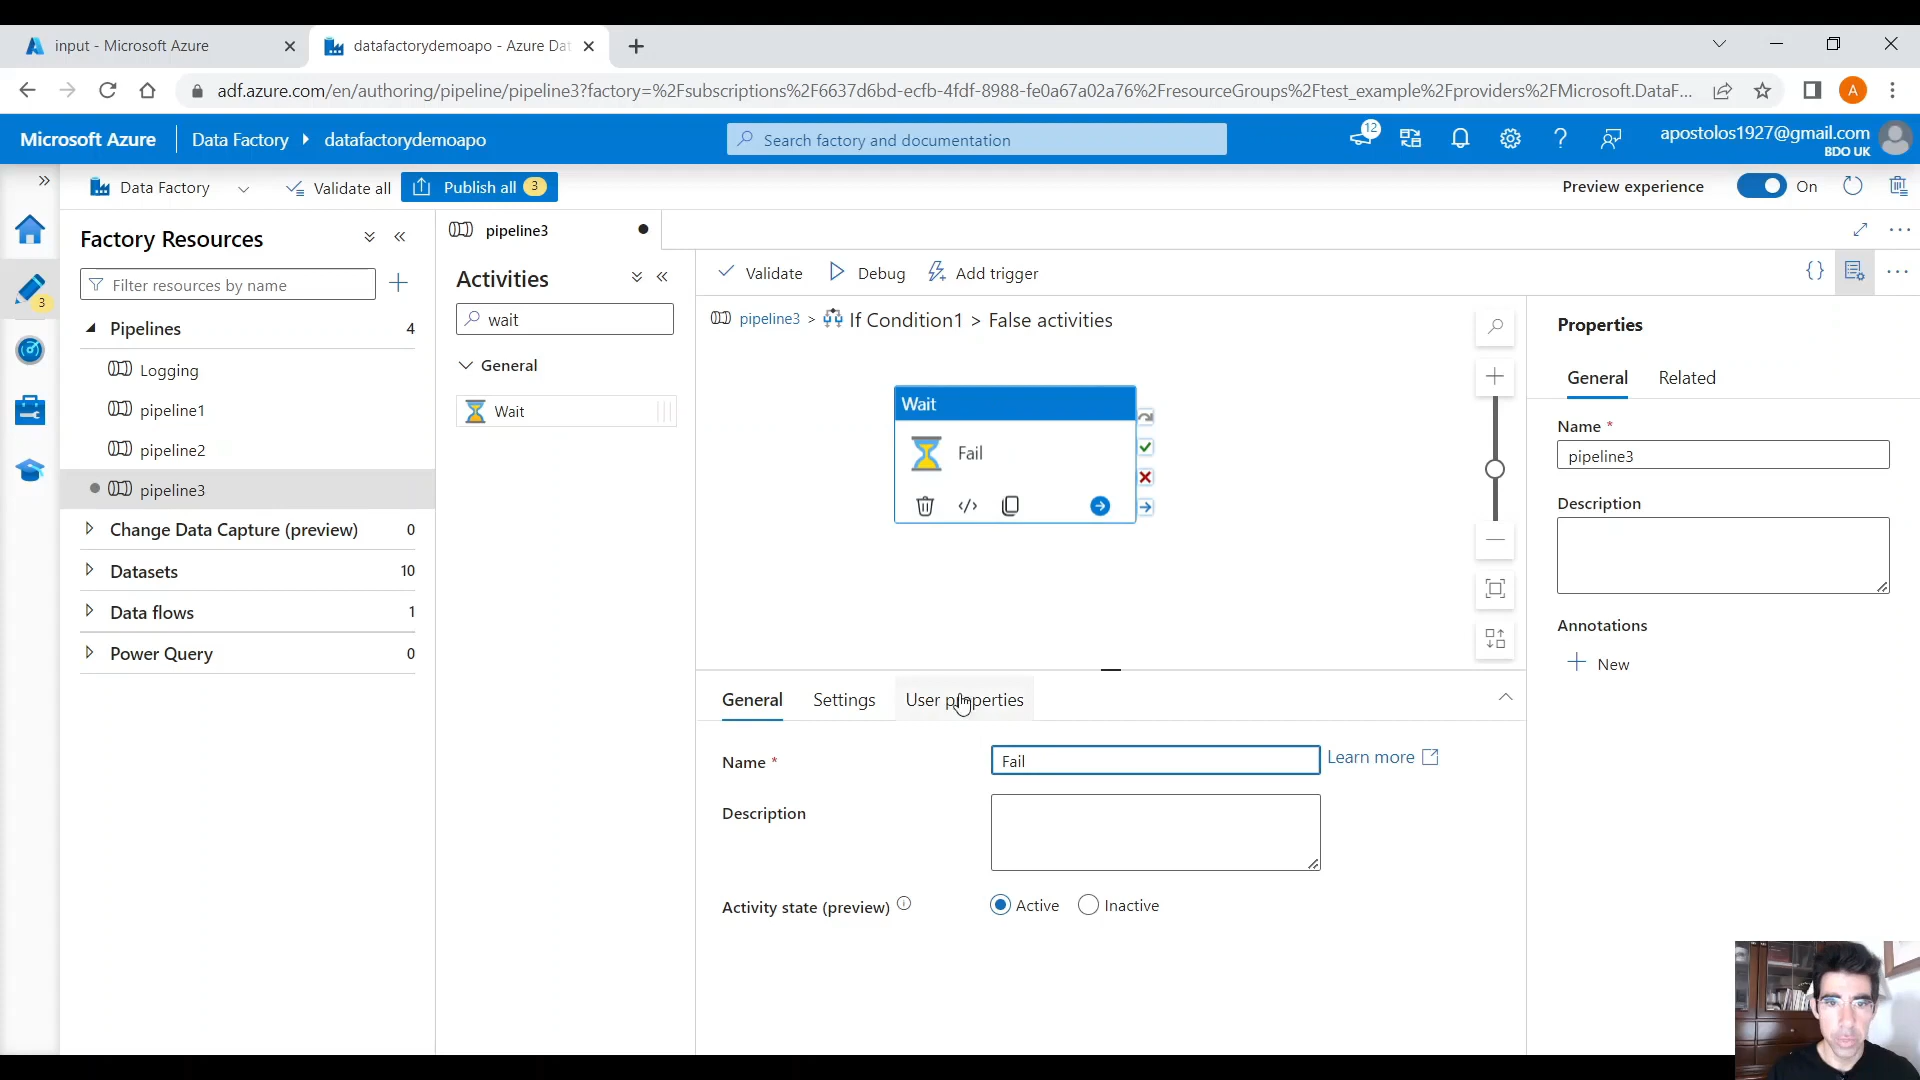 input - Microsoft Azure
datafactorydemoapo - Azure Dat
adf.azure.com/en/authoring/pipeline/pipeline3?factory=%2Fsubscriptions%2F6637d6bd-ecfb-4fdf-8988-fe0a67a02a76%2FresourceGroups%2Ftest_example%2Fproviders%2FMicrosoft.DataF...
A
Microsoft Azure
Data Factory
datafactorydemoapo
Search factory and documentation
12
apostolos1927@gmail.com
BDO UK
Data Factory
Validate all
Publish all 3
Preview experience
On
Factory Resources
Filter resources by name
3
Pipelines 4
Logging
pipeline1
pipeline2
pipeline3
Change Data Capture (preview) 0
Datasets 10
Data flows 1
Power Query 0
pipeline3
Activities
wait
General
Wait
Validate
Debug
Add trigger
pipeline3 > If Condition1 > False activities
Wait
Fail
General
Settings
User properties
Name *
Fail
Learn more
Description
Activity state (preview)
Active
Inactive
Properties
General
Related
Name *
pipeline3
Description
Annotations
New